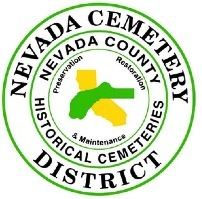 NEVADA CEMETERY
DISTRICT
NEVADA COUNTY
HISTORICAL CEMETERIES
Preservation
Restoration
& Maintenance